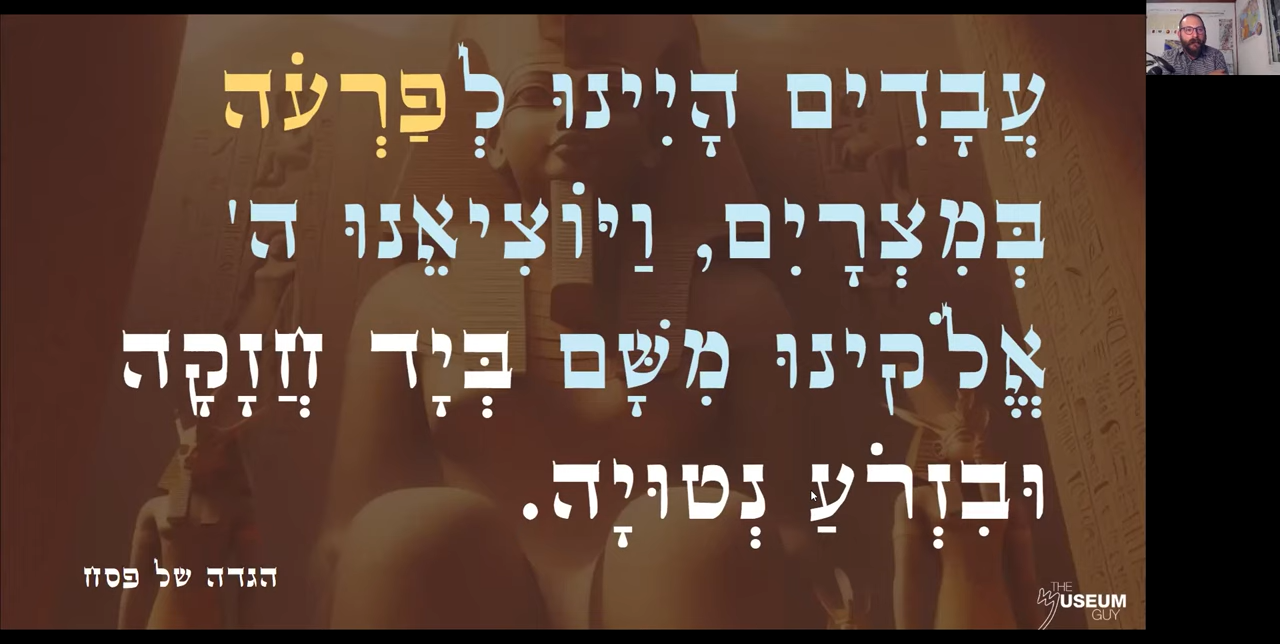 עֲבָדִים הָיִינוּ לְפַרְעֹה
בְּמִצְרָיִם, וַיּוֹצִיאֵנוּ ה'
אֱלֹקֵינוּ מִשָּׁם בְּיָד חֲזָקָה
וּבִזְרֹעַ נְטוּיָה.
הגדה של פסח
THE
MUSEUM
GUY